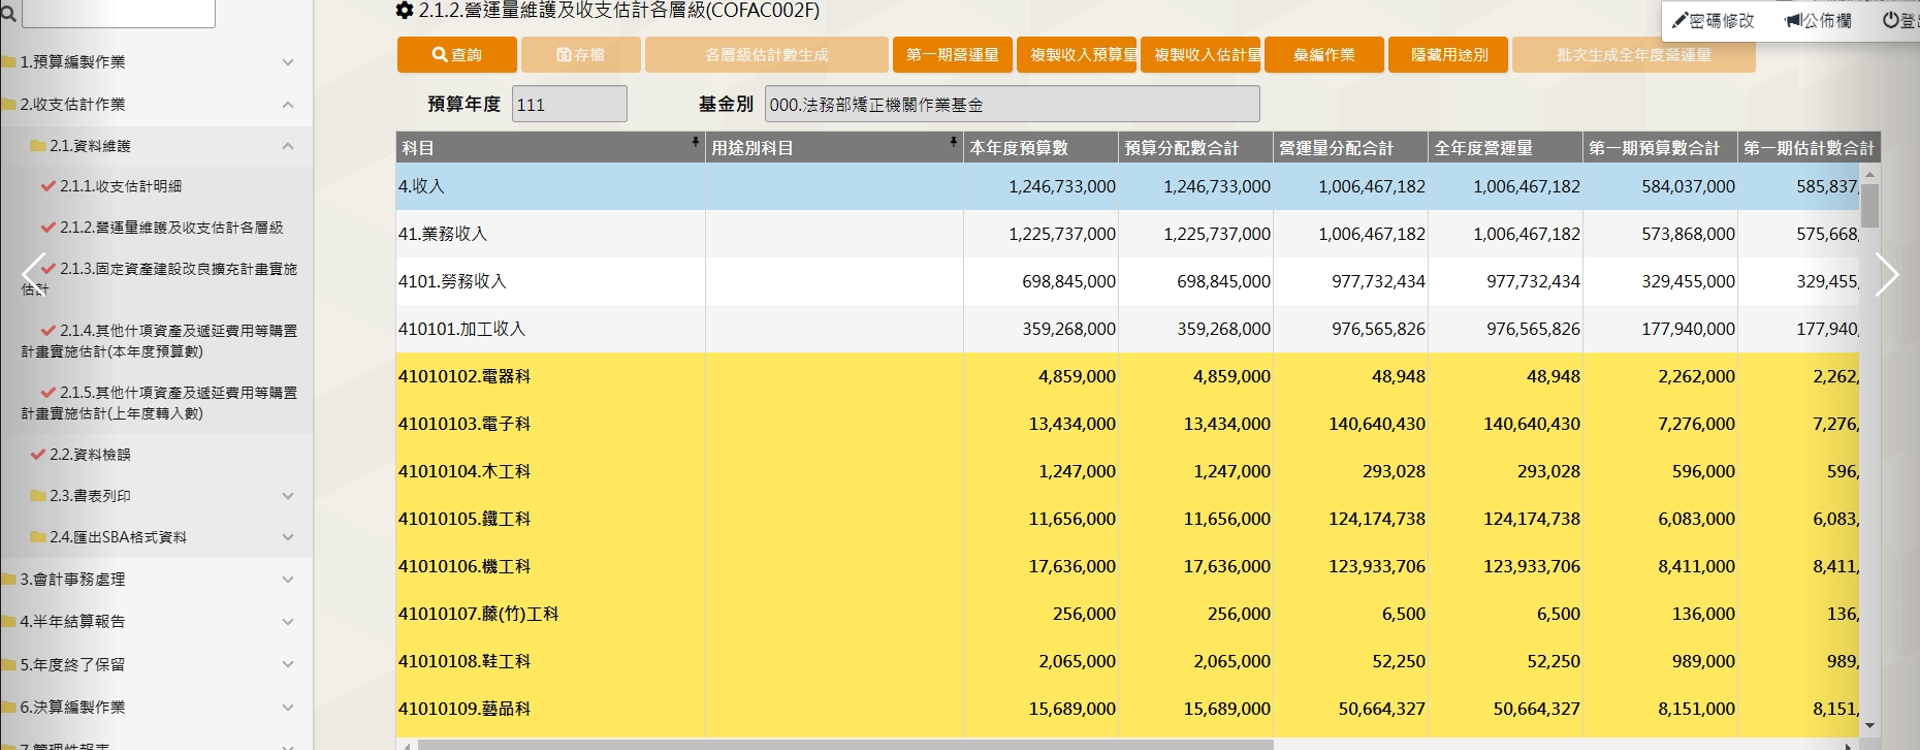 2.1.2.營運量維護及收支估計各層級(COFAC002F)
密碼修改 公佈欄 登出
查詢 存檔 各層級估計數生成 第一期營運量 複製收入預算量 複製收入估計量 彙編作業 隱藏用途別 批次生成全年度營運量
預算年度 111 基金別 000.法務部矯正機關作業基金
1.預算編製作業
2.收支估計作業
2.1.資料維護
2.1.1.收支估計明細
2.1.2.營運量維護及收支估計各層級
2.1.3.固定資產建設改良擴充計畫實施
估計
2.1.4.其他什項資產及遞延費用等購置
計畫實施估計(本年度預算數)
2.1.5.其他什項資產及遞延費用等購置
計畫實施估計(上年度轉入數)
2.2.資料檢誤
2.3.書表列印
2.4.匯出SBA格式資料
3.會計事務處理
4.半年結算報告
5.年度終了保留
6.決算編製作業
7.管理性報表
科目 用途別科目 本年度預算數 預算分配數合計 營運量分配合計 全年度營運量 第一期預算數合計 第一期估計數合計
4.收入 1,246,733,000 1,246,733,000 1,006,467,182 1,006,467,182 584,037,000 585,837,
41.業務收入 1,225,737,000 1,225,737,000 1,006,467,182 1,006,467,182 573,868,000 575,668,
4101.勞務收入 698,845,000 698,845,000 977,732,434 977,732,434 329,455,000 329,455,
410101.加工收入 359,268,000 359,268,000 976,565,826 976,565,826 177,940,000 177,940,
41010102.電器科 4,859,000 4,859,000 48,948 48,948 2,262,000 2,262,
41010103.電子科 13,434,000 13,434,000 140,640,430 140,640,430 7,276,000 7,276,
41010104.木工科 1,247,000 1,247,000 293,028 293,028 596,000 596,
41010105.鐵工科 11,656,000 11,656,000 124,174,738 124,174,738 6,083,000 6,083,
41010106.機工科 17,636,000 17,636,000 123,933,706 123,933,706 8,411,000 8,411,
41010107.藤(竹)工科 256,000 256,000 6,500 6,500 136,000 136,
41010108.鞋工科 2,065,000 2,065,000 52,250 52,250 989,000 989,
41010109.藝品科 15,689,000 15,689,000 50,664,327 50,664,327 8,151,000 8,151,